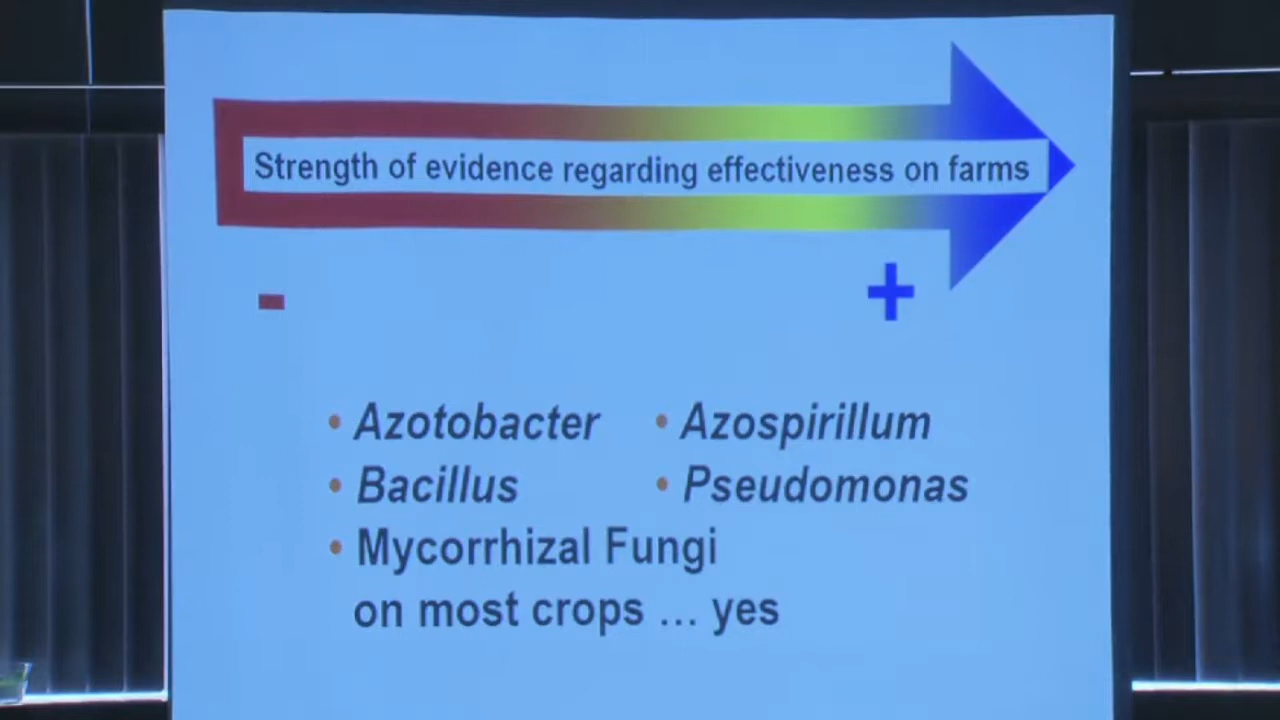 Strength of evidence regarding effectiveness on farms
- +
• Azotobacter • Azospirillum
• Bacillus • Pseudomonas
• Mycorrhizal Fungi
on most crops ... yes